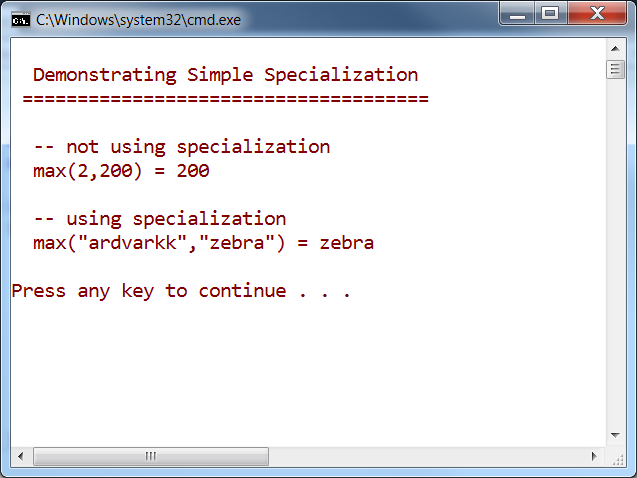 C:\Windows\system32\cmd.exe
Demonstrating Simple Specialization
=====================================
-- not using specialization
max(2,200) = 200
-- using specialization
max("ardvarkk","zebra") = zebra
Press any key to continue . . .